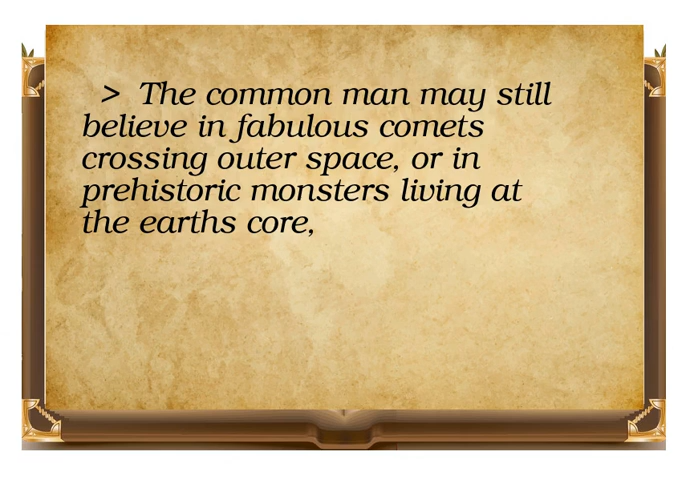 > The common man may still
believe in fabulous comets
crossing outer space, or in
prehistoric monsters living at
the earths core,